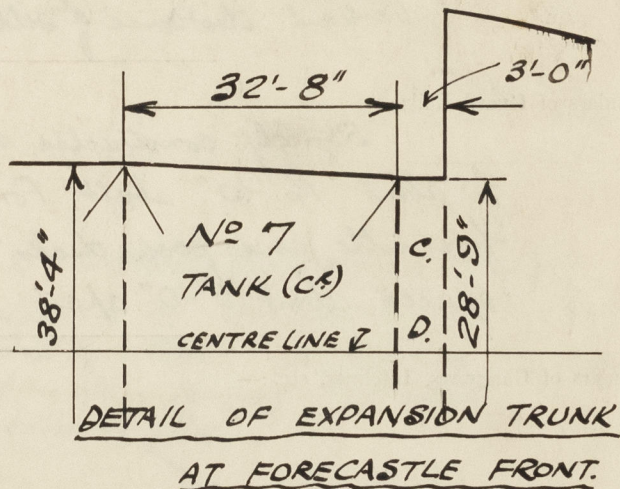 32'-8"
3'-0"
38'-4"
Nº 7
TANK (Cᴿ)
CENTRE LINE
C.
D.
28'-9"
DETAIL OF EXPANSION TRUNK
AT FORECASTLE FRONT.